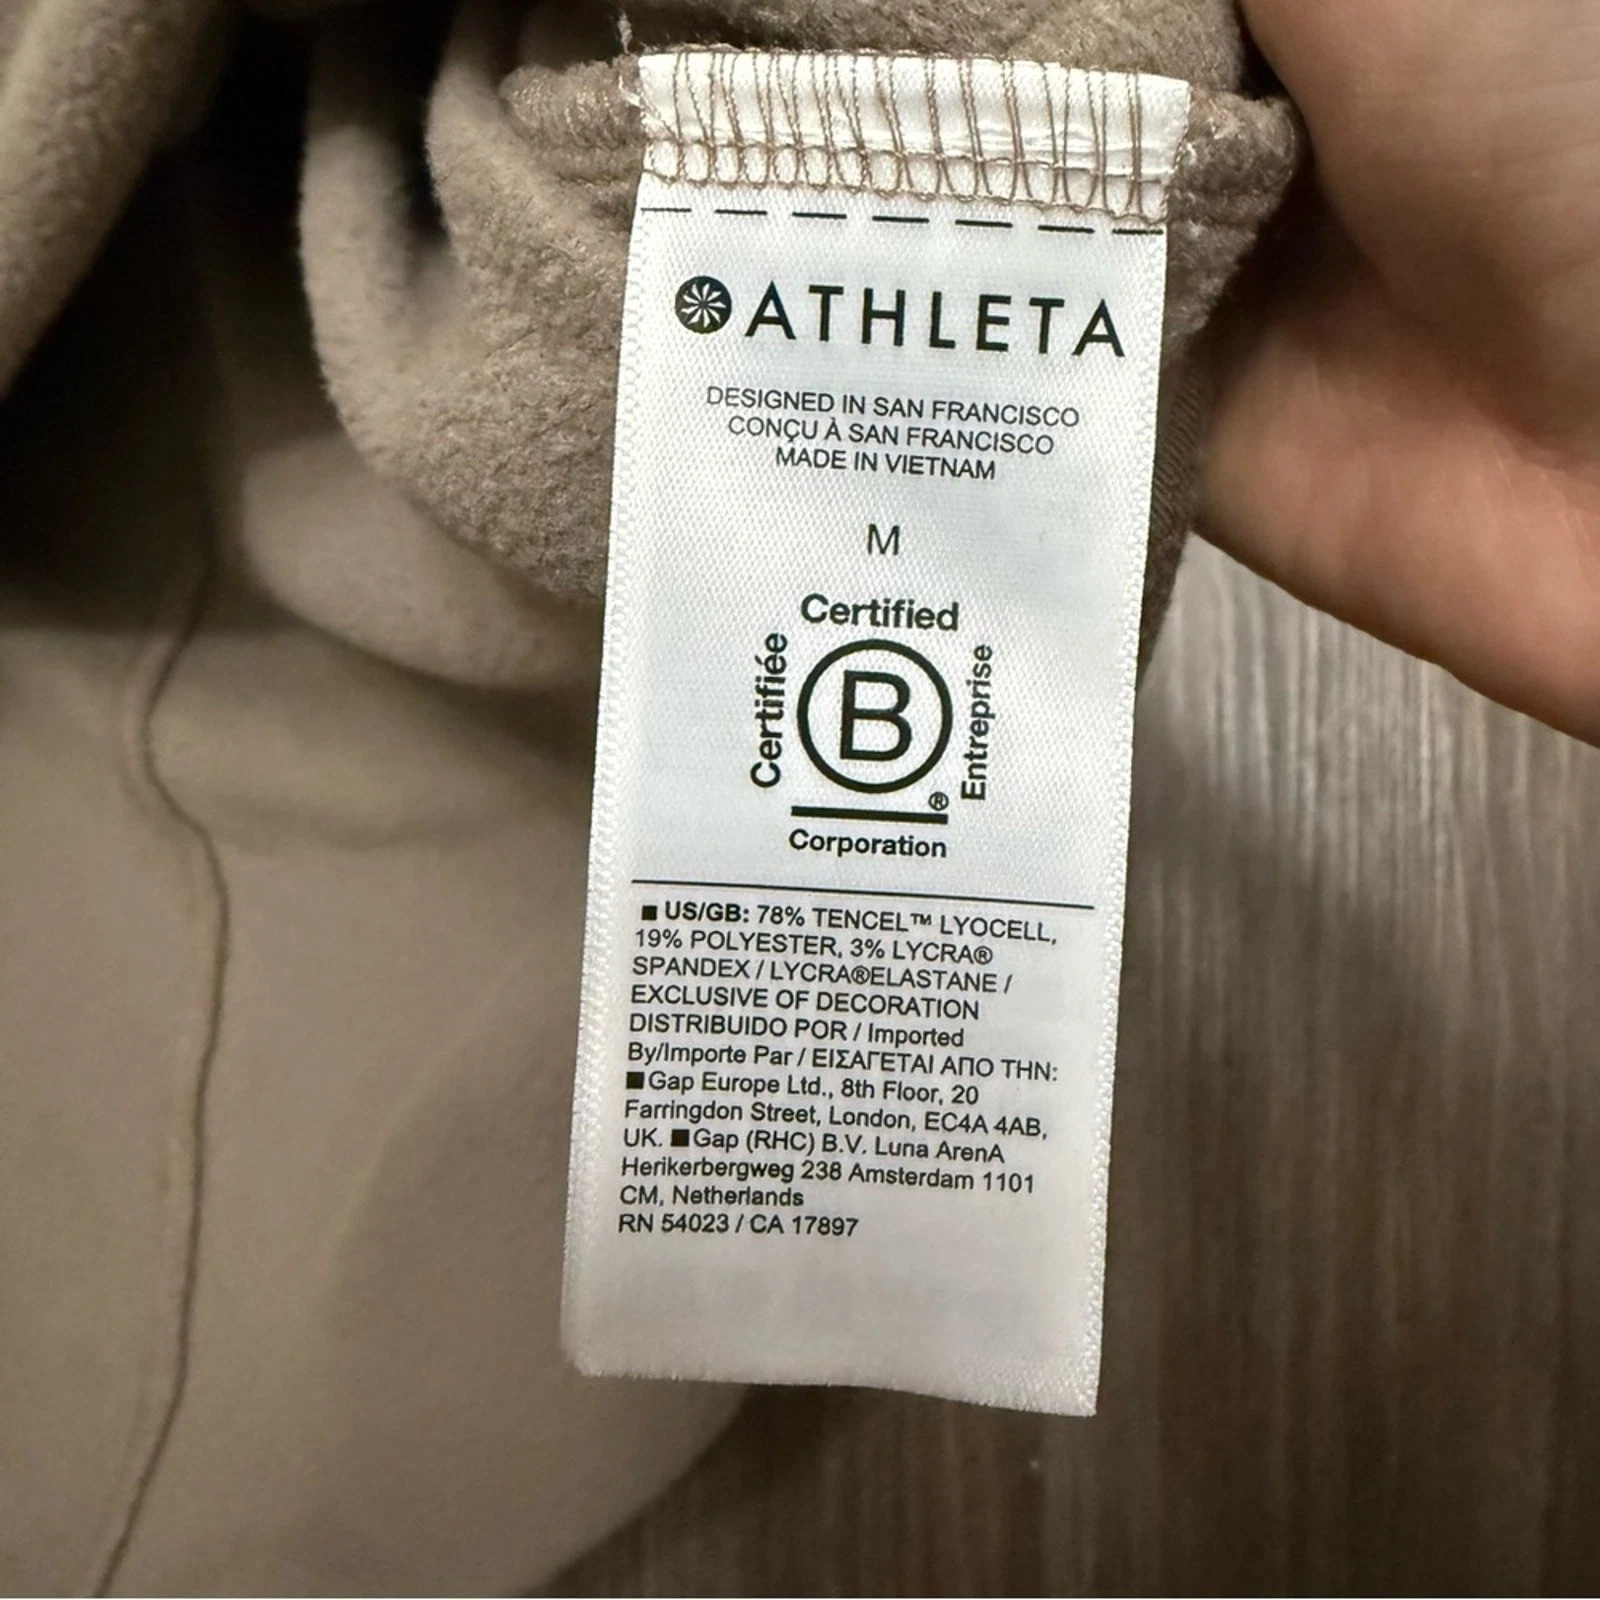 ATHLETA
DESIGNED IN SAN FRANCISCO
CONÇU À SAN FRANCISCO
MADE IN VIETNAM
M
Certified
Certifiée
B
Entreprise
®
Corporation
■ US/GB: 78% TENCEL™ LYOCELL,
19% POLYESTER, 3% LYCRA®
SPANDEX / LYCRA®ELASTANE /
EXCLUSIVE OF DECORATION
DISTRIBUIDO POR / Imported
By/Importe Par / ΕΙΣΑΓΕΤΑΙ ΑΠΟ ΤΗΝ:
■Gap Europe Ltd., 8th Floor, 20
Farringdon Street, London, EC4A 4AB,
UK. ■Gap (RHC) B.V. Luna ArenA
Herikerbergweg 238 Amsterdam 1101
CM, Netherlands
RN 54023 / CA 17897